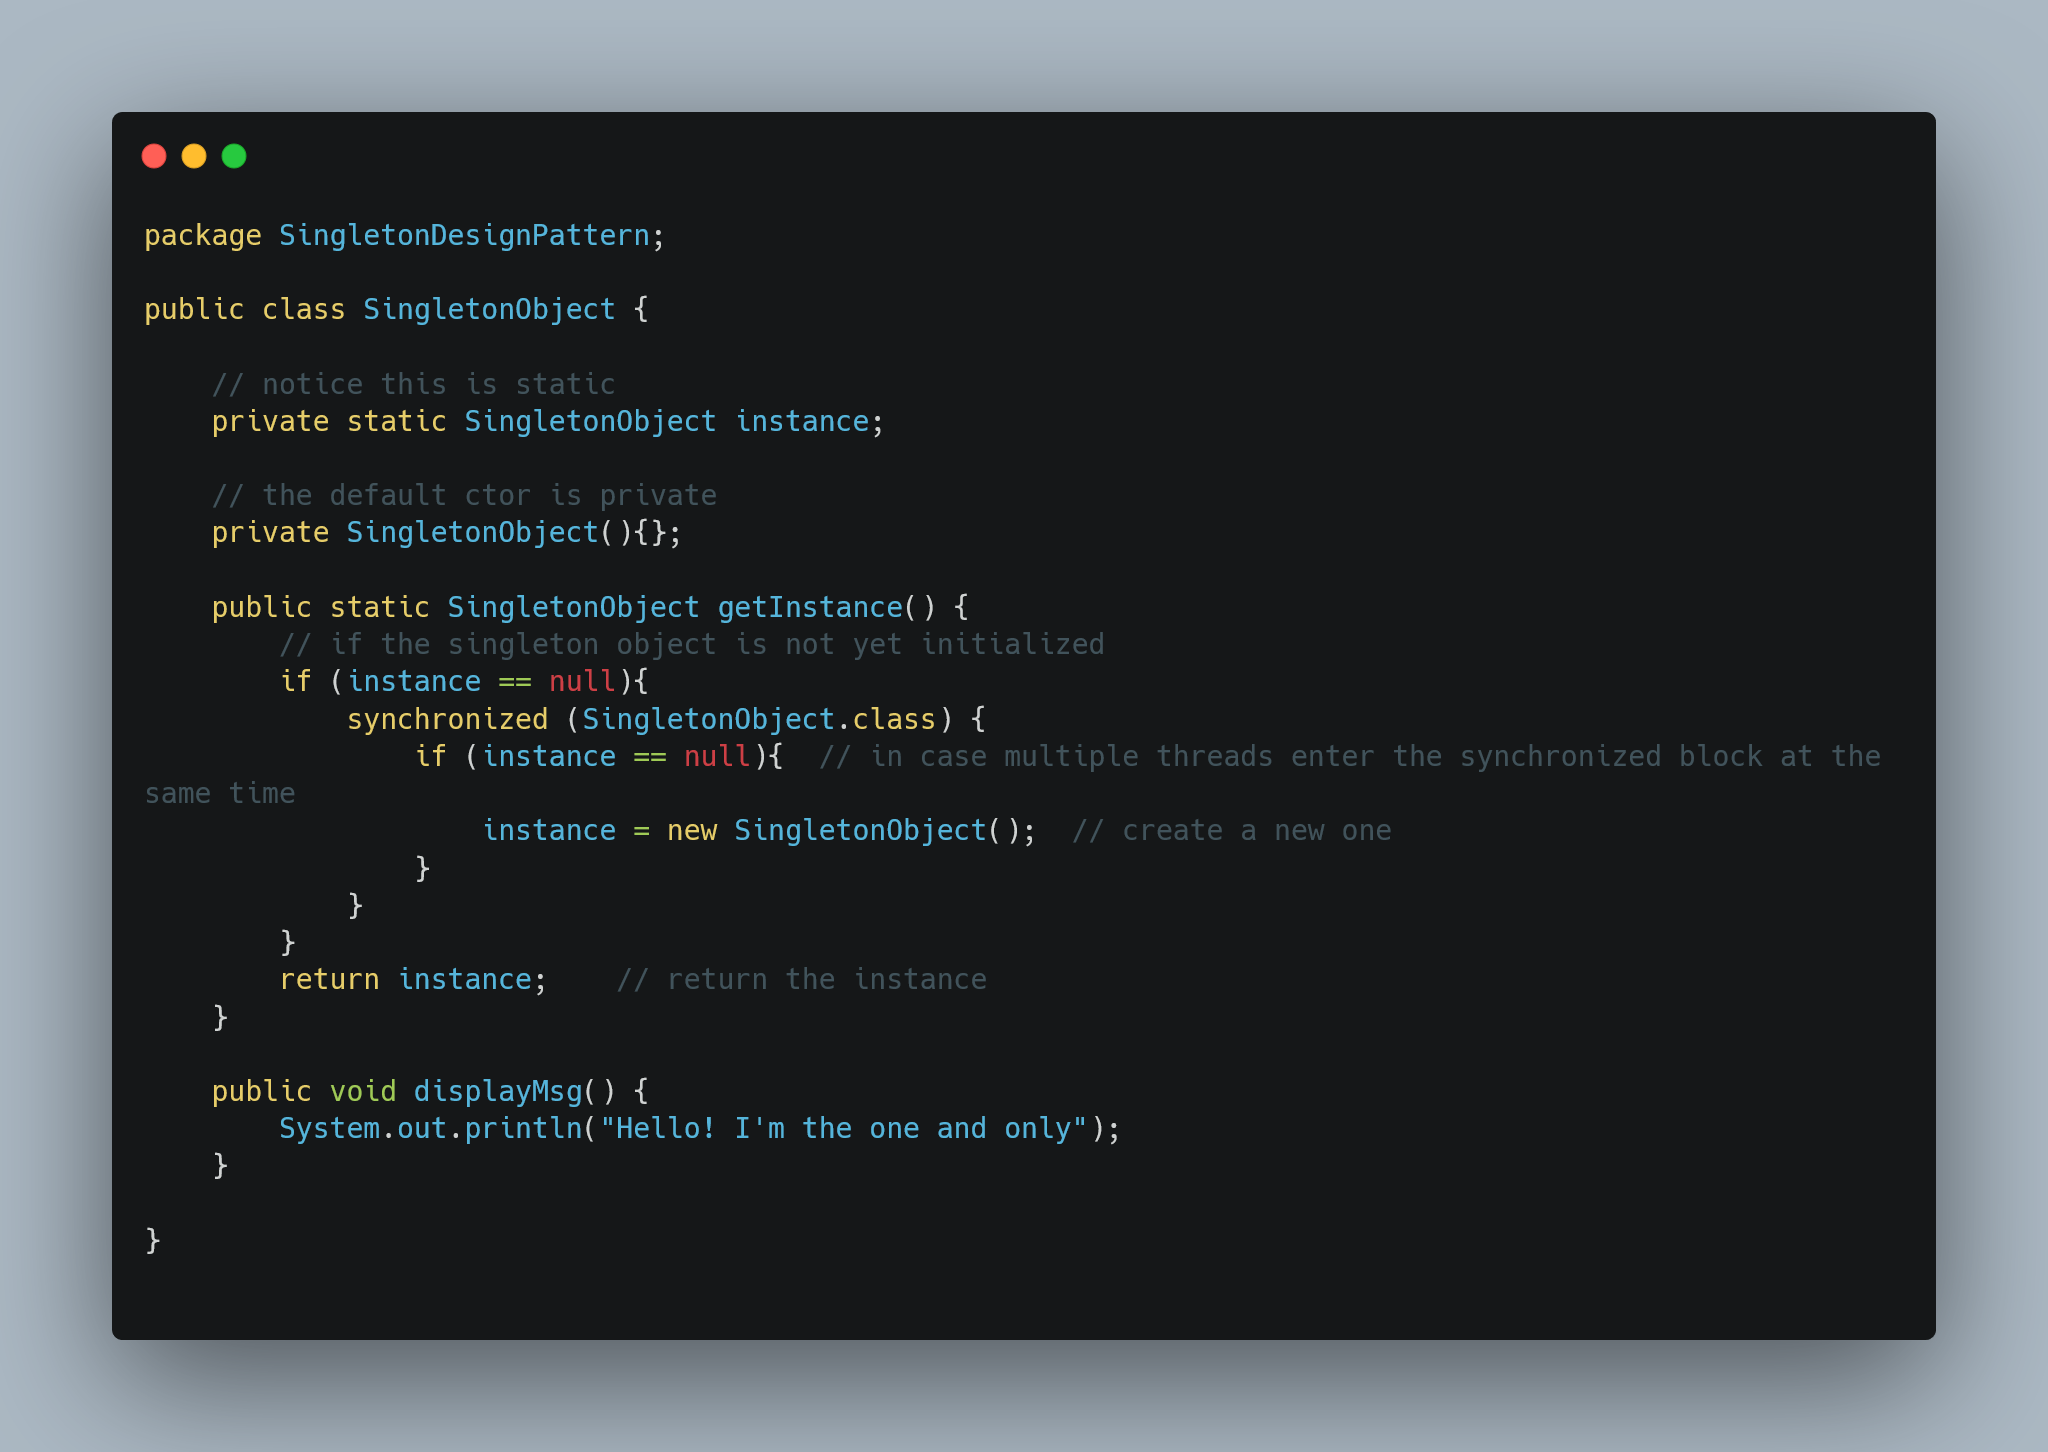 package SingletonDesignPattern;

public class SingletonObject {

    // notice this is static
    private static SingletonObject instance;

    // the default ctor is private
    private SingletonObject(){};

    public static SingletonObject getInstance() {
        // if the singleton object is not yet initialized
        if (instance == null){
            synchronized (SingletonObject.class) {
                if (instance == null){  // in case multiple threads enter the synchronized block at the
same time
                    instance = new SingletonObject();  // create a new one
                }
            }
        }
        return instance;    // return the instance
    }

    public void displayMsg() {
        System.out.println("Hello! I'm the one and only");
    }

}